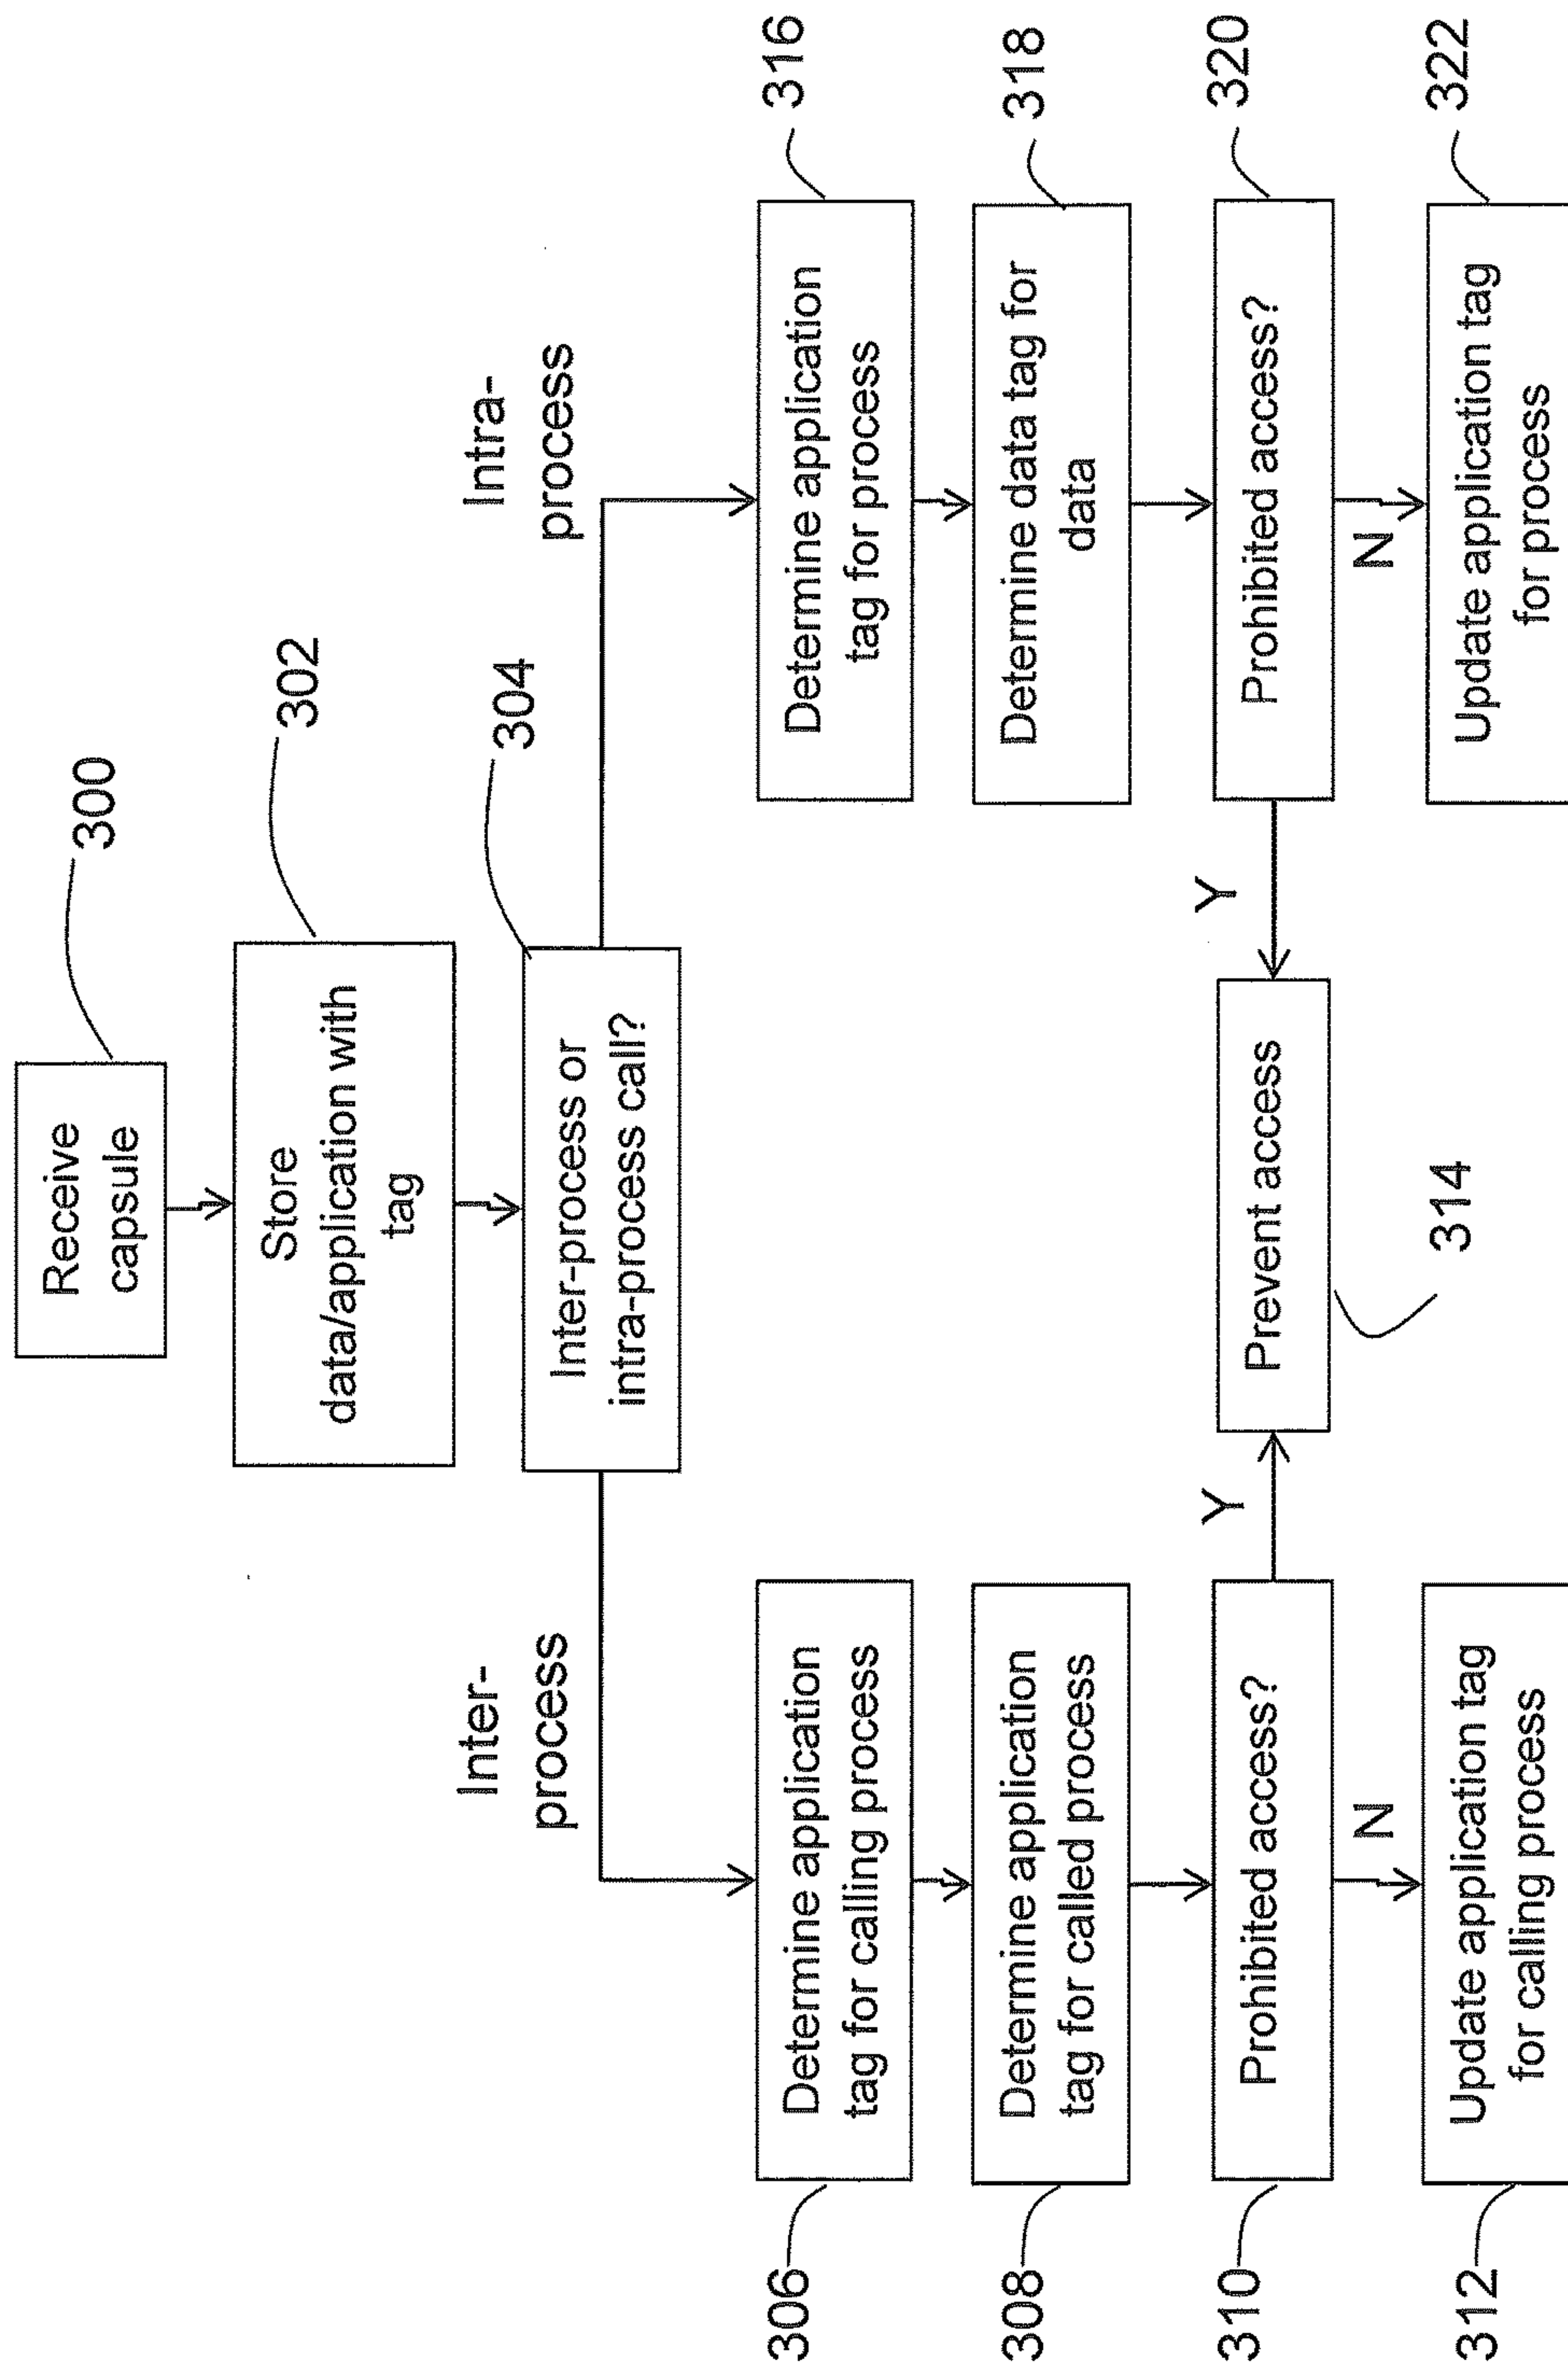 300
Receive
capsule
302
Store
data/application with
tag
304
Inter-process or
intra-process call?
Inter-
process
Intra-
process
306
Determine application
tag for calling process
316
Determine application
tag for process
308
Determine application
tag for called process
318
Determine data tag for
data
310
Prohibited access?
Y
Prevent access
314
Y
320
Prohibited access?
N
N
312
Update application tag
for calling process
322
Update application tag
for process